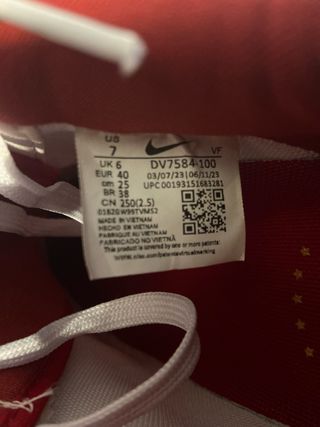 US 7 VF
UK 6 DV7584-100
EUR 40 03/07/23 | 06/11/23
cm 25 UPC 00193151683281
BR 38
CN 250(2.5)
MADE IN VIETNAM
HECHO EN VIETNAM
FABRIQUÉ AU VIETNAM
FABRICADO NO VIETNÃ
This product is covered by one or more patents.